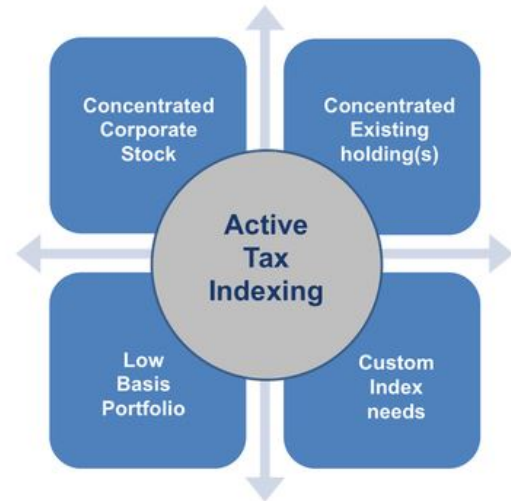 Concentrated
Corporate
Stock
Concentrated
Existing
holding(s)
Active
Tax
Indexing
Low
Basis
Portfolio
Custom
Index
needs